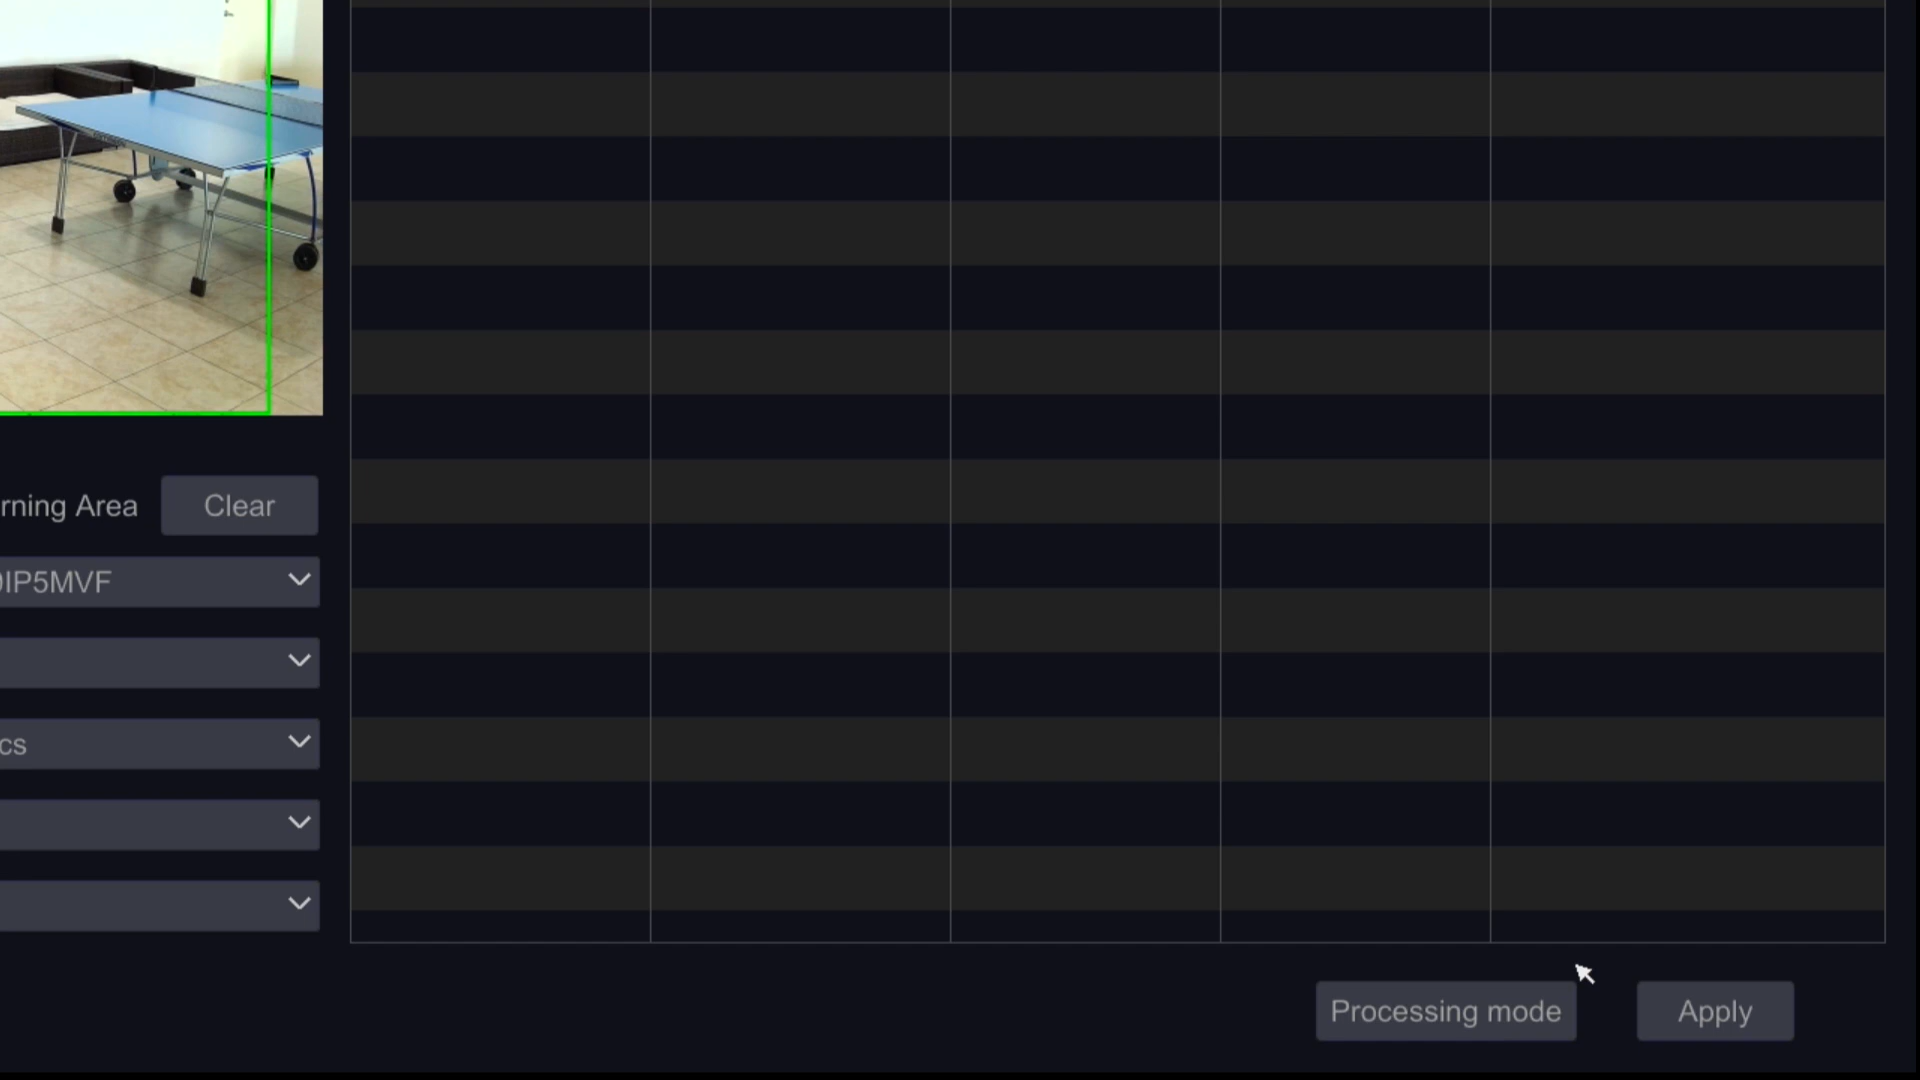 rning Area
Clear
IP5MVF
cs
Processing mode
Apply